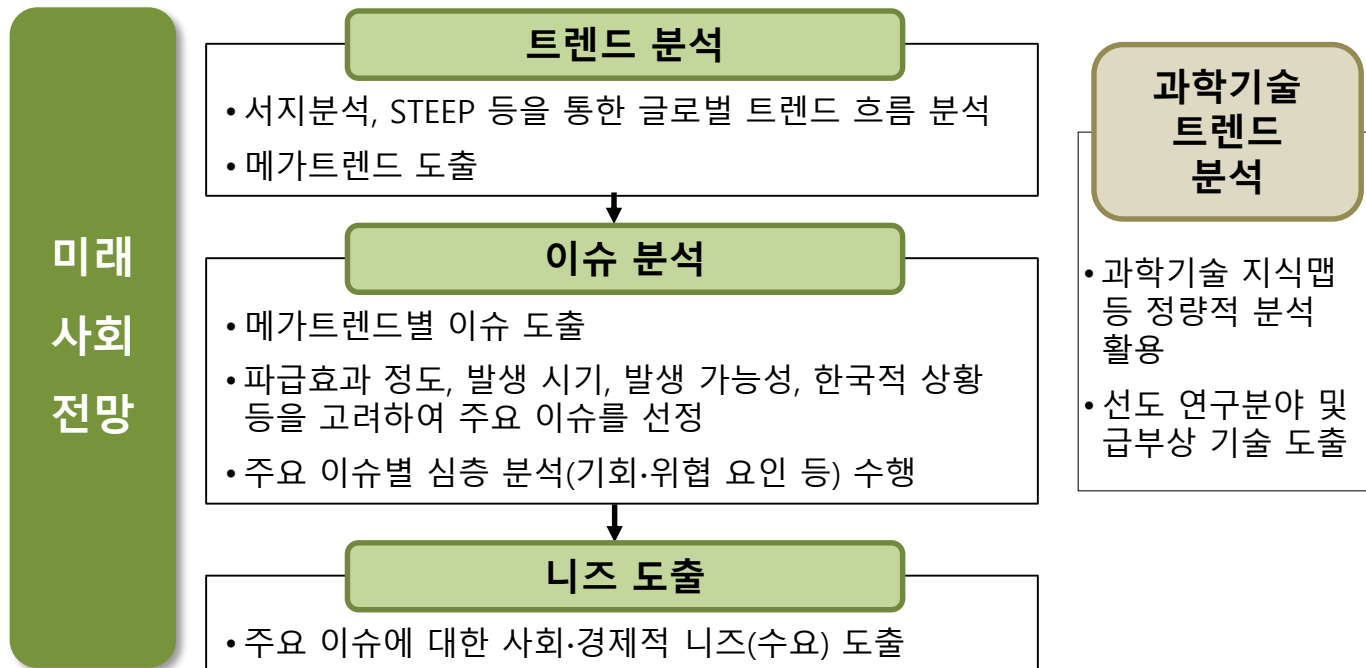 미래
사회
전망
트렌드 분석
• 서지분석, STEEP 등을 통한 글로벌 트렌드 흐름 분석
• 메가트렌드 도출
이슈 분석
• 메가트렌드별 이슈 도출
• 파급효과 정도, 발생 시기, 발생 가능성, 한국적 상황
등을 고려하여 주요 이슈를 선정
• 주요 이슈별 심층 분석(기회·위협 요인 등) 수행
니즈 도출
• 주요 이슈에 대한 사회·경제적 니즈(수요) 도출
과학기술
트렌드
분석
• 과학기술 지식맵
등 정량적 분석
활용
• 선도 연구분야 및
급부상 기술 도출